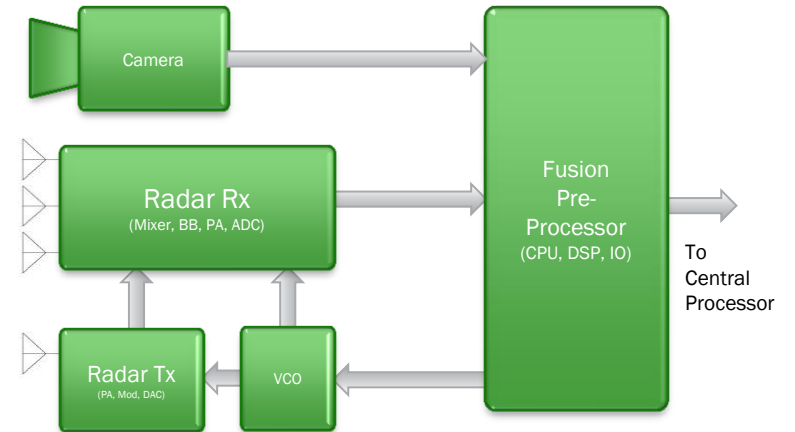 Camera
Radar Rx
(Mixer, BB, PA, ADC)
Fusion
Pre-
Processor
(CPU, DSP, IO)
To
Central
Processor
Radar Tx
(PA, Mod, DAC)
VCO